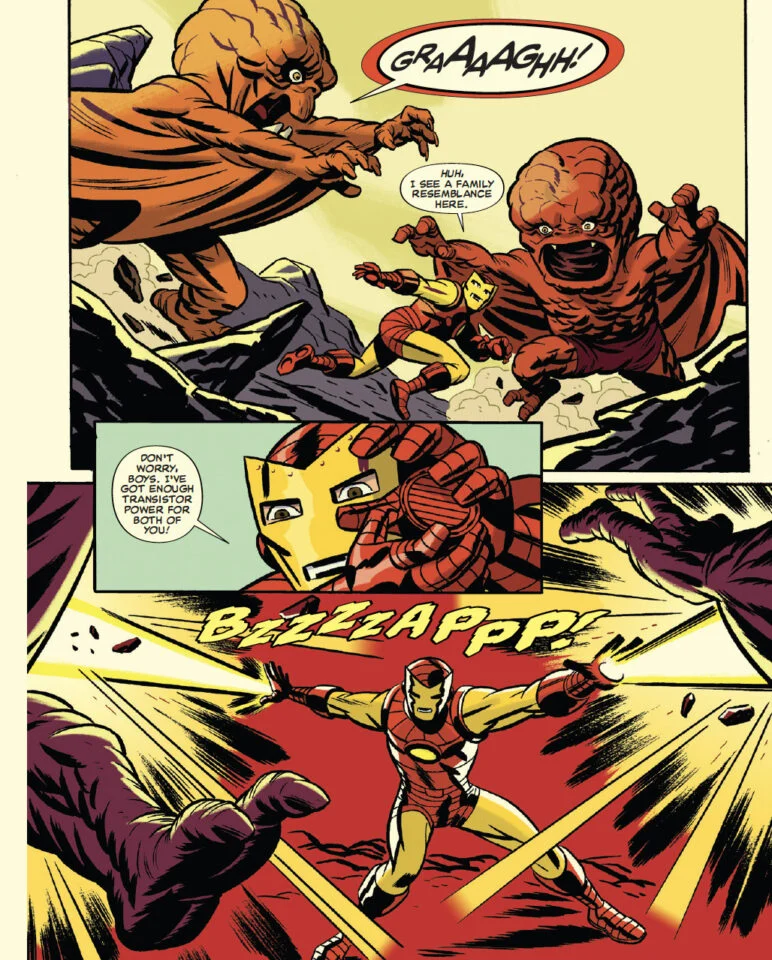 GRAAAAGHH!
HUH,
I SEE A FAMILY
RESEMBLANCE
HERE.
DON'T
WORRY,
BOYS. I'VE
GOT ENOUGH
TRANSISTOR
POWER FOR
BOTH OF
YOU!
BZZZZZAPPPP!